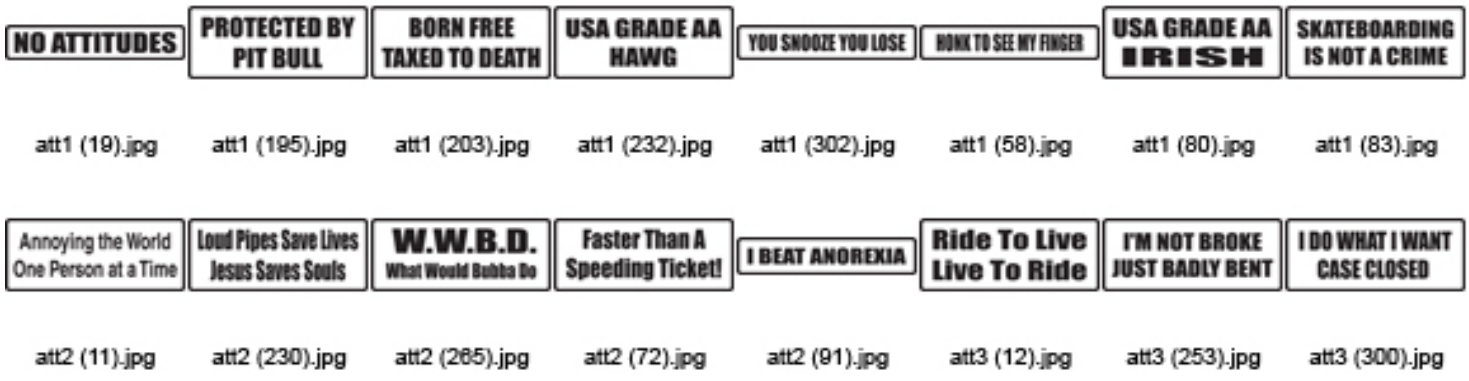 NO ATTITUDES
PROTECTED BY
PIT BULL
BORN FREE
TAXED TO DEATH
USA GRADE AA
HAWG
YOU SNOOZE YOU LOSE
HONK TO SEE MY FINGER
USA GRADE AA
IRISH
SKATEBOARDING
IS NOT A CRIME
att1 (19).jpg
att1 (195).jpg
att1 (203).jpg
att1 (232).jpg
att1 (302).jpg
att1 (58).jpg
att1 (80).jpg
att1 (83).jpg
Annoying the World
One Person at a Time
Loud Pipes Save Lives
Jesus Saves Souls
W.W.B.D.
What Would Bubba Do
Faster Than A
Speeding Ticket!
I BEAT ANOREXIA
Ride To Live
Live To Ride
I'M NOT BROKE
JUST BADLY BENT
I DO WHAT I WANT
CASE CLOSED
att2 (11).jpg
att2 (230).jpg
att2 (265).jpg
att2 (72).jpg
att2 (91).jpg
att3 (12).jpg
att3 (253).jpg
att3 (300).jpg